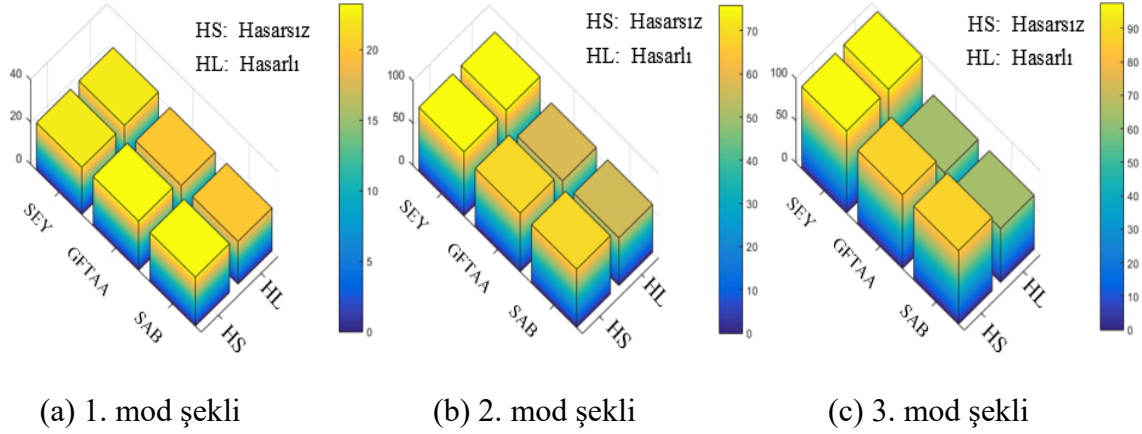 HS: Hasarsız
HL: Hasarlı
40
20
0
SEY
GFTAA
SAB
HS
HL
20
15
10
5
0
HS: Hasarsız
HL: Hasarlı
100
50
0
SEY
GFTAA
SAB
HS
HL
70
60
50
40
30
20
10
0
HS: Hasarsız
HL: Hasarlı
100
50
0
SEY
GFTAA
SAB
HS
HL
90
80
70
60
50
40
30
20
10
0
(a) 1. mod şekli
(b) 2. mod şekli
(c) 3. mod şekli